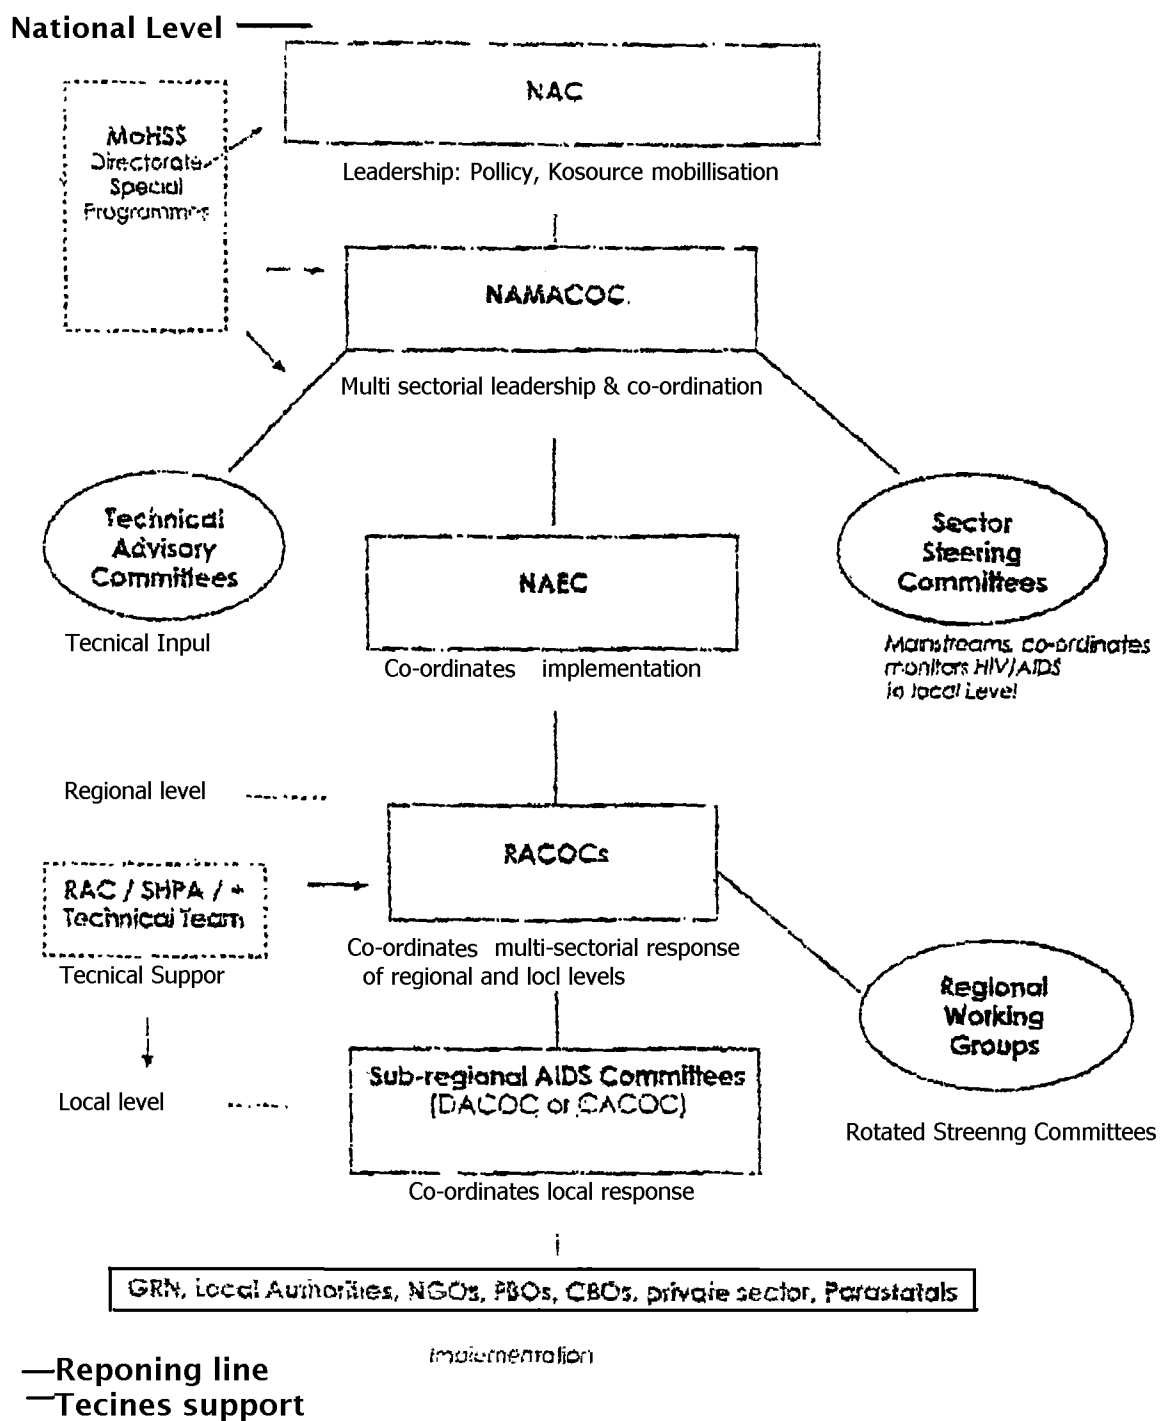 National Level
NAC
MoHSS
Directorate
Special
Programmes
Leadership: Pollicy, Kosource mobillisation
NAMACOC
Multi sectorial leadership & co-ordination
Technical
Advisory
Committees
Tecnical Inpul
NAEC
Co-ordinates implementation
Sector
Steering
Committees
Mainstreams, co-ordinates
monitors HIV/AIDS
in local Level
Regional level
RACOCs
RAC / SHPA / +
Technical Team
Tecnical Suppor
Co-ordinates multi-sectorial response
of regional and locl levels
Regional
Working
Groups
Rotated Streenng Committees
Local level
Sub-regional AIDS Committees
(DACOC or CACOC)
Co-ordinates local response
GRN, Local Authorities, NGOs, FBOs, CBOs, private sector, Parastatals
Implementation
Reponing line
Tecines support